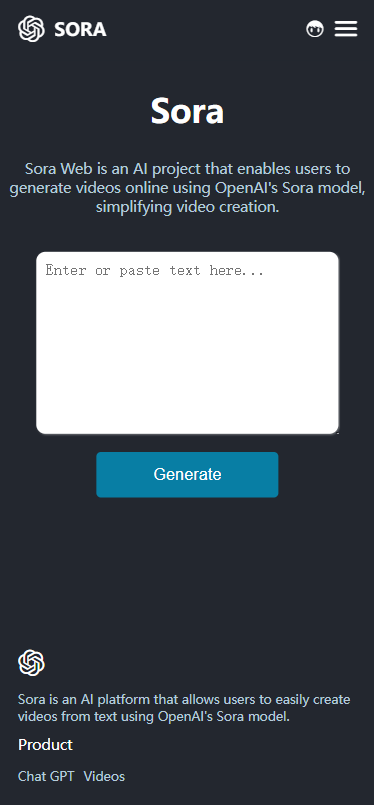 SORA
Sora
Sora Web is an AI project that enables users to
generate videos online using OpenAI's Sora model,
simplifying video creation.
Enter or paste text here...
Generate
Sora is an AI platform that allows users to easily create
videos from text using OpenAI's Sora model.
Product
Chat GPT Videos